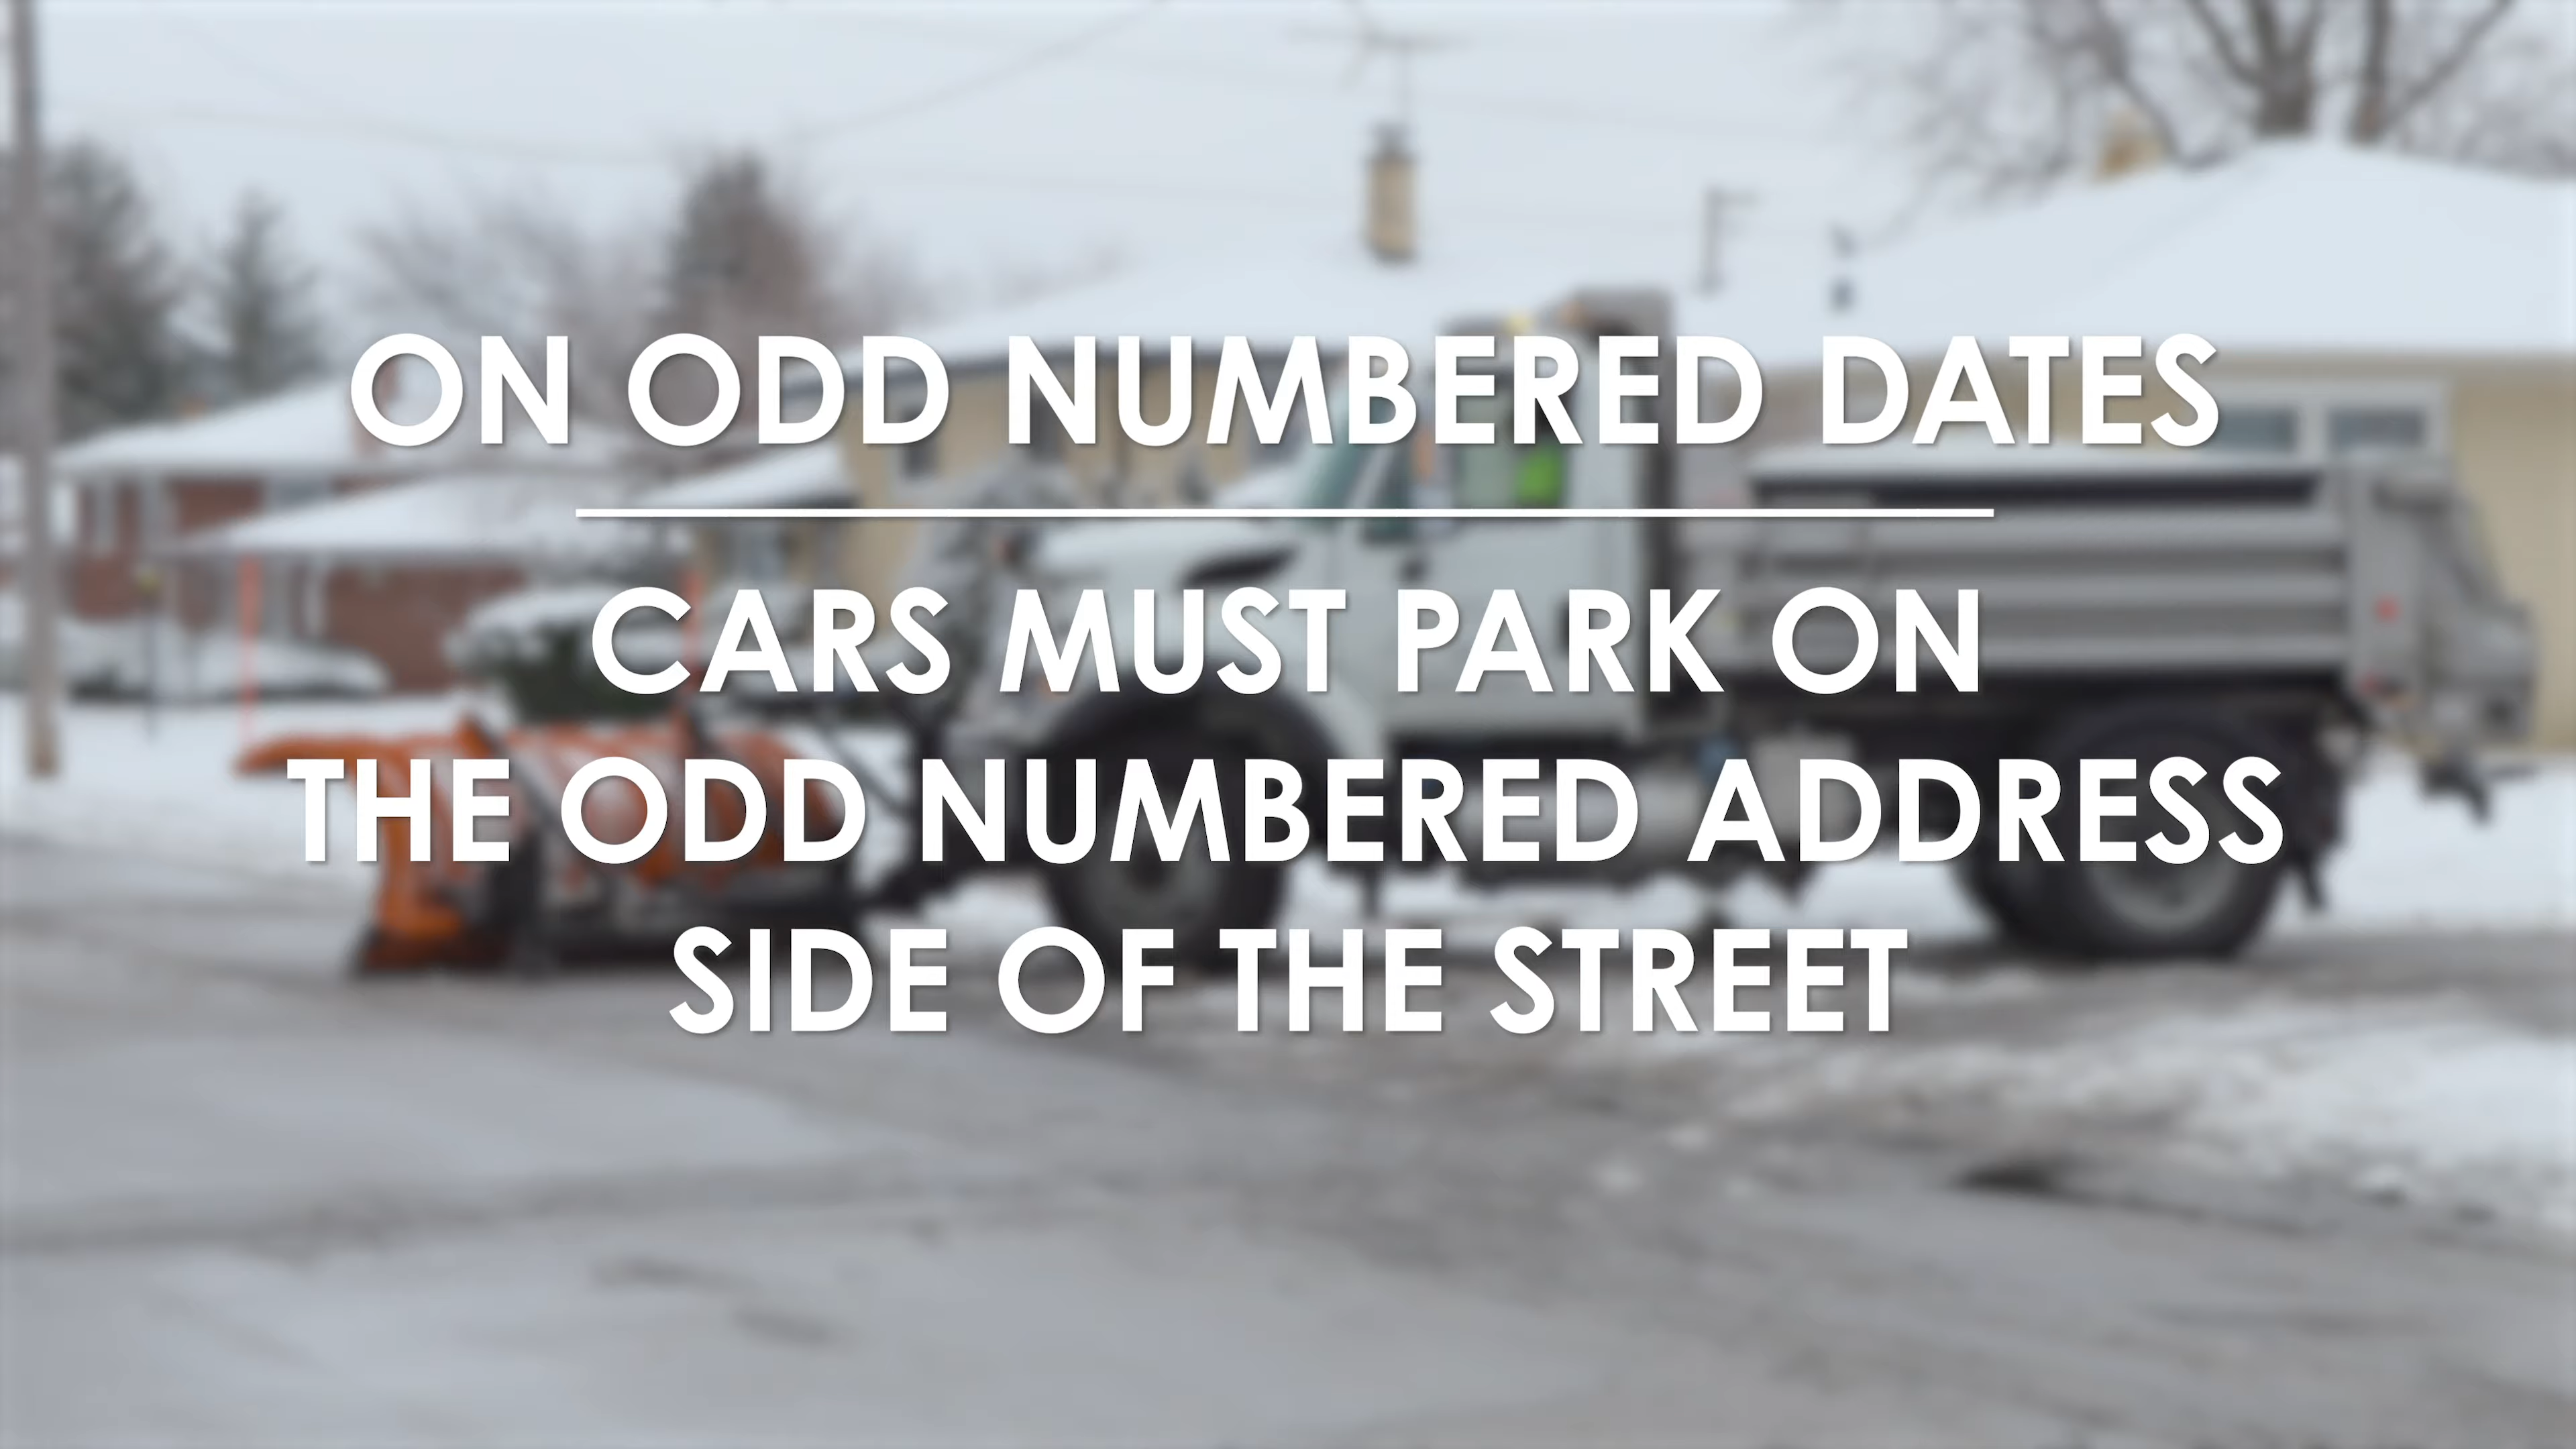 ON ODD NUMBERED DATES
CARS MUST PARK ON
THE ODD NUMBERED ADDRESS
SIDE OF THE STREET